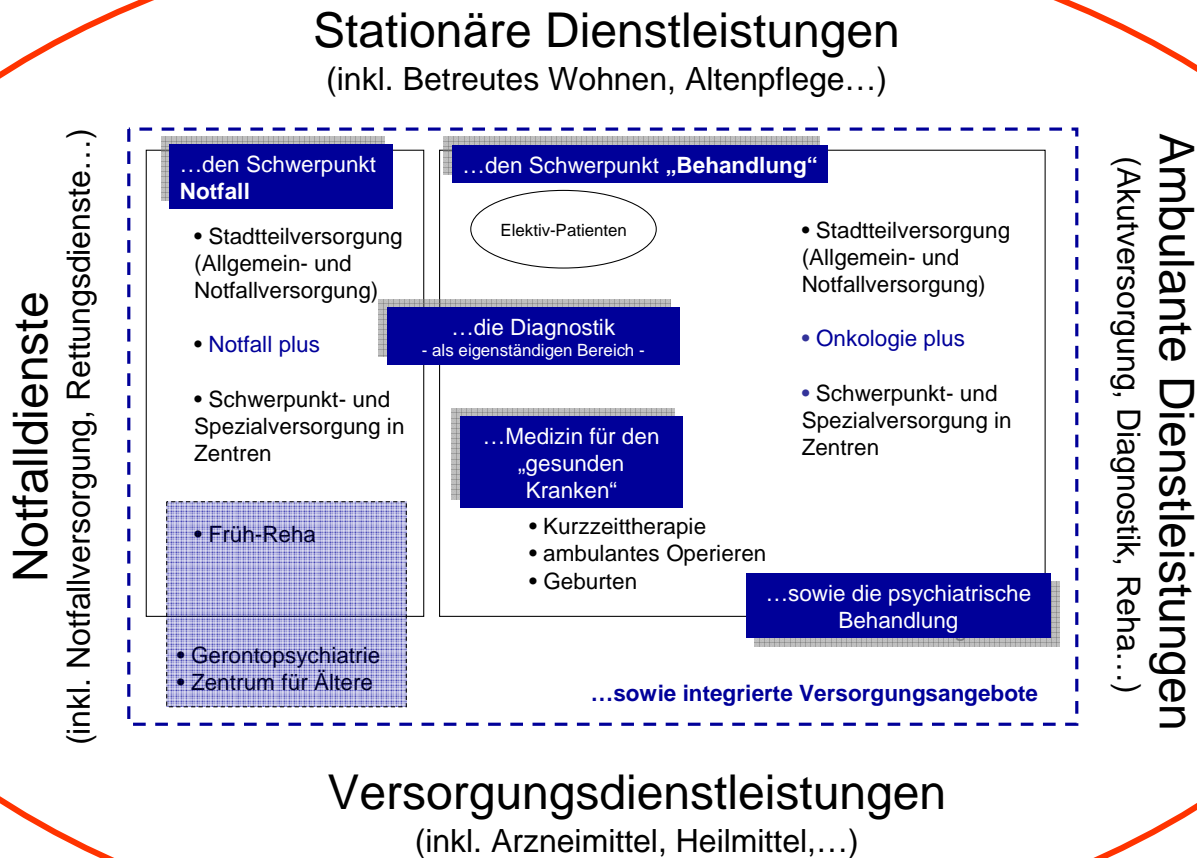 Stationäre Dienstleistungen
(inkl. Betreutes Wohnen, Altenpflege…)
Notfalldienste
(inkl. Notfallversorgung, Rettungsdienste…)
…den Schwerpunkt
Notfall
• Stadtteilversorgung
(Allgemein- und
Notfallversorgung)
• Notfall plus
• Schwerpunkt- und
Spezialversorgung in
Zentren
• Früh-Reha
• Gerontopsychiatrie
• Zentrum für Ältere
…die Diagnostik
- als eigenständigen Bereich -
…den Schwerpunkt „Behandlung“
Elektiv-Patienten
…Medizin für den
„gesunden
Kranken“
• Kurzzeittherapie
• ambulantes Operieren
• Geburten
• Stadtteilversorgung
(Allgemein- und
Notfallversorgung)
• Onkologie plus
• Schwerpunkt- und
Spezialversorgung in
Zentren
…sowie die psychiatrische
Behandlung
…sowie integrierte Versorgungsangebote
Ambulante Dienstleistungen
(Akutversorgung, Diagnostik, Reha…)
Versorgungsdienstleistungen
(inkl. Arzneimittel, Heilmittel,…)